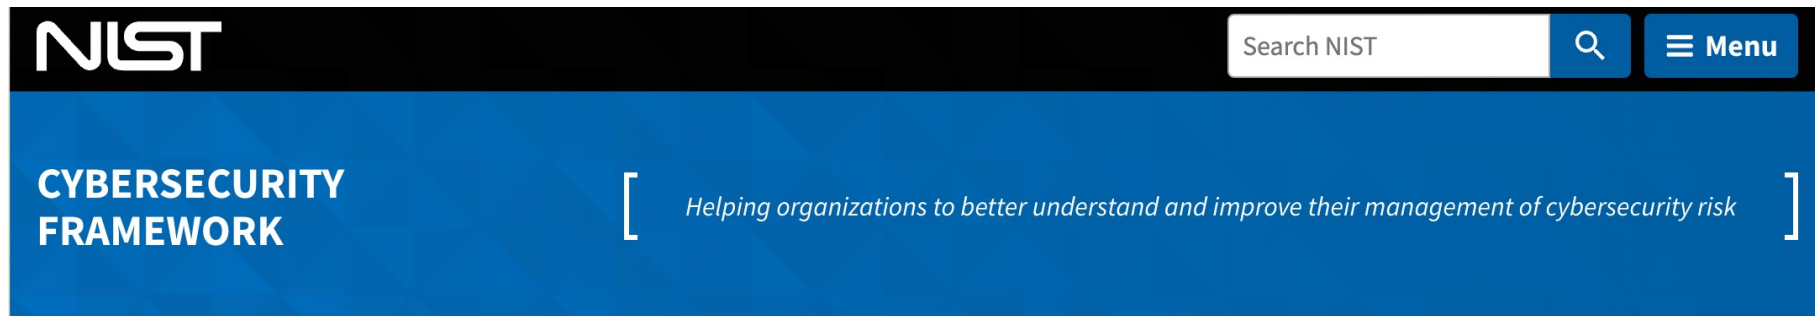 NIST
Search NIST
Menu
CYBERSECURITY
FRAMEWORK
[ Helping organizations to better understand and improve their management of cybersecurity risk ]